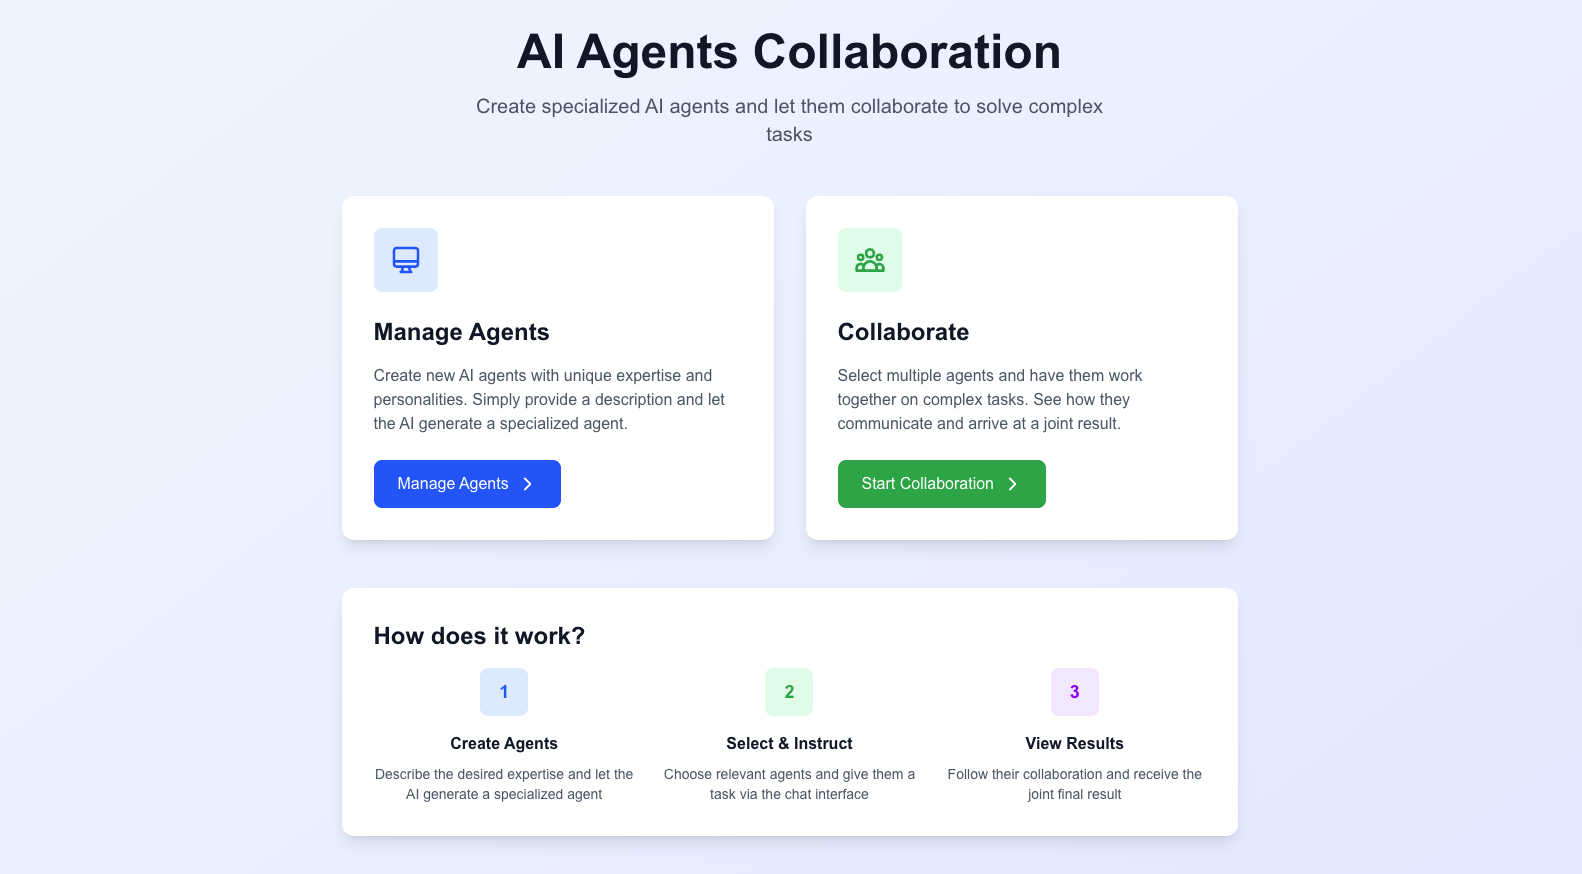 AI Agents Collaboration
Create specialized AI agents and let them collaborate to solve complex
tasks
Manage Agents
Create new AI agents with unique expertise and
personalities. Simply provide a description and let
the AI generate a specialized agent.
Manage Agents
Collaborate
Select multiple agents and have them work
together on complex tasks. See how they
communicate and arrive at a joint result.
Start Collaboration
How does it work?
1
Create Agents
Describe the desired expertise and let the
AI generate a specialized agent
2
Select & Instruct
Choose relevant agents and give them a
task via the chat interface
3
View Results
Follow their collaboration and receive the
joint final result